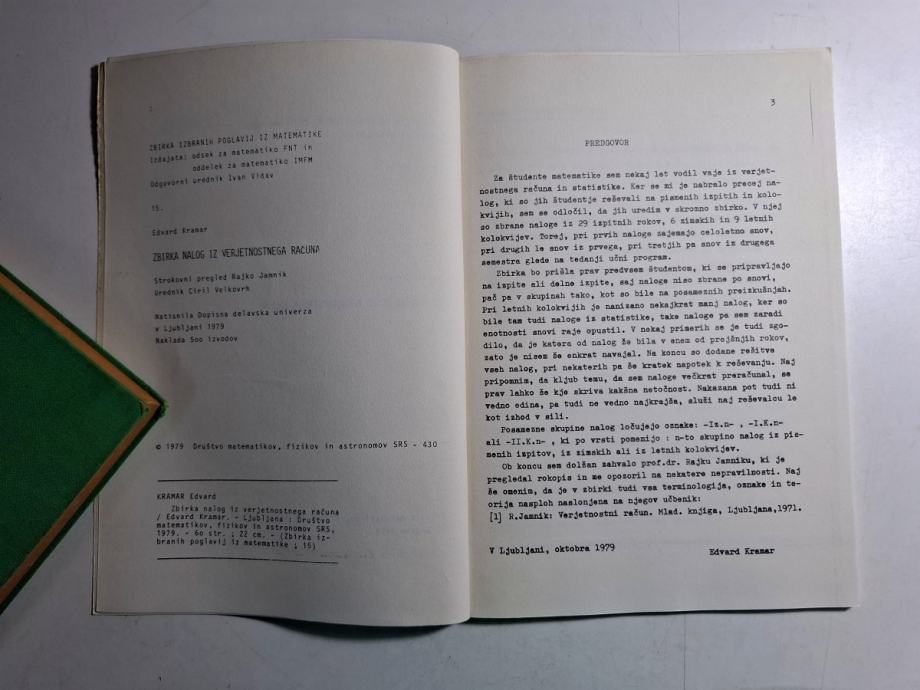 2
ZBIRKA IZBRANIH POGLAVIJ IZ MATEMATIKE
Izdajata: odsek za matematiko FNT in
oddelek za matematiko IMFM
Odgovorni urednik Ivan Vidav
15.
Edvard Kramar
ZBIRKA NALOG IZ VERJETNOSTNEGA RAČUNA
Strokovni pregled Rajko Jamnik
Urednik Ciril Velkovrh
Natisnila Dopisna delavska univerza
v Ljubljani 1979
Naklada 500 izvodov
© 1979 Društvo matematikov, fizikov in astronomov SRS - 430
KRAMAR Edvard
Zbirka nalog iz verjetnostnega računa
/ Edvard Kramar. - Ljubljana : Društvo
matematikov, fizikov in astronomov SRS,
1979. - 60 str. ; 22 cm. - (Zbirka iz-
branih poglavij iz matematike ; 15)
3
PREDGOVOR
Za študente matematike sem nekaj let vodil vaje iz verjet-
nostnega računa in statistike. Ker se mi je nabralo precej na-
log, ki so jih študentje reševali na pismenih izpitih in kolo-
kvijih, sem se odločil, da jih uredim v skromno zbirko. V njej
so zbrane naloge iz 29 izpitnih rokov, 6 zimskih in 9 letnih
kolokvijev. Torej, pri prvih naloge zajemajo celoletno snov,
pri drugih le snov iz prvega, pri tretjih pa snov iz drugega
semestra glede na tedanji učni program.
Zbirka bo prišla prav predvsem študentom, ki se pripravljajo
na izpite ali delne izpite, saj naloge niso zbrane po snovi,
pač pa v skupinah tako, kot so bile na posameznih preizkušnjah.
Pri letnih kolokvijih je nanizano nekajkrat manj nalog, ker so
bile tam tudi naloge iz statistike, take naloge pa sem zaradi
enotnosti snovi raje opustil. V nekaj primerih se je tudi zgo-
dilo, da je katera od nalog že bila v enem od prejšnjih rokov,
zato je nisem še enkrat navajal. Na koncu so dodane rešitve
vseh nalog, pri nekaterih pa še kratek napotek k reševanju. Naj
pripomnim, da kljub temu, da sem naloge večkrat preračunal, se
prav lahko še kje skriva kakšna netočnost. Nakazana pot tudi ni
vedno edina, pa tudi ne vedno najkrajša, služi naj reševalcu le
kot izhod v sili.
Posamezne skupine nalog ločujejo oznake: -Iz.n- , -I.K.n-
ali -II.K.n- , ki po vrsti pomenijo : n-to skupino nalog iz pis-
menih izpitov, iz zimskih ali iz letnih kolokvijev.
Ob koncu sem dolžan zahvalo prof.dr. Rajku Jamniku, ki je
pregledal rokopis in me opozoril na nekatere nepravilnosti. Naj
še omenim, da je v zbirki tudi vsa terminologija, oznake in te-
orija nasploh naslonjena na njegov učbenik:
[1] R.Jamnik: Verjetnostni račun. Mlad. knjiga, Ljubljana,1971.
V Ljubljani, oktobra 1979
Edvard Kramar